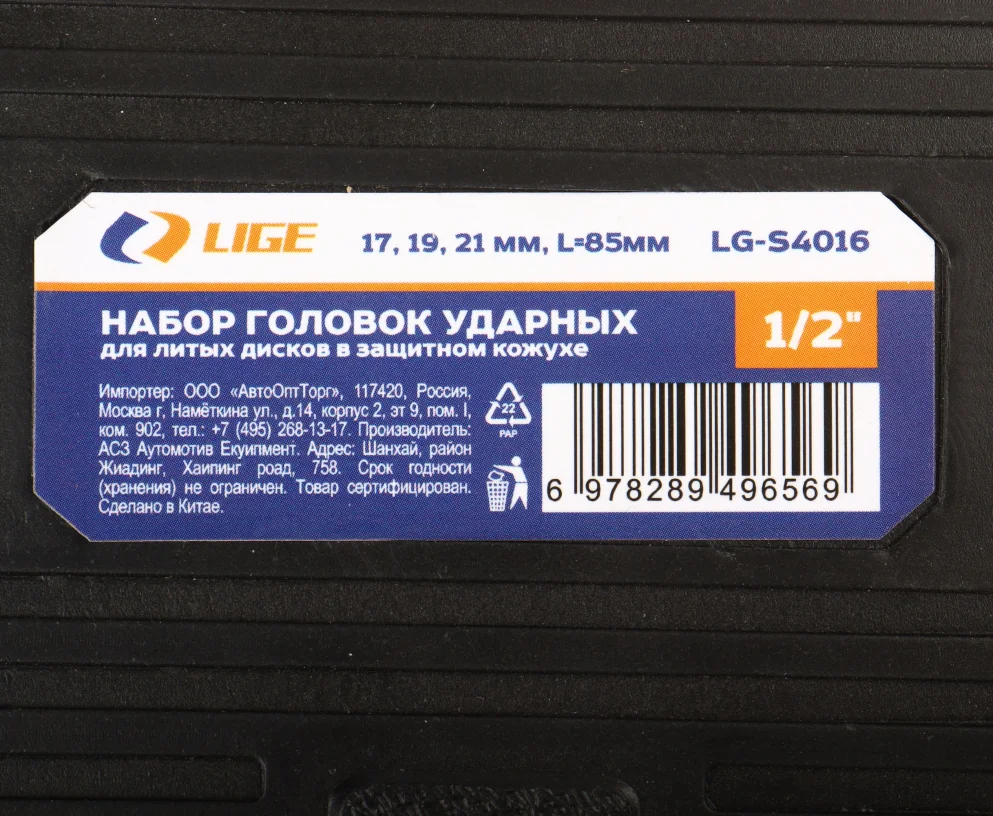 LIGE 17, 19, 21 мм, L=85мм LG-S4016
НАБОР ГОЛОВОК УДАРНЫХ
для литых дисков в защитном кожухе
1/2"
Импортер: ООО «АвтоОптТорг», 117420, Россия,
Москва г, Намёткина ул., д.14, корпус 2, эт 9, пом. I,
ком. 902, тел.: +7 (495) 268-13-17. Производитель:
АСЗ Аутомотив Екуипмент. Адрес: Шанхай, район
Жиадинг, Хаипинг роад, 758. Срок годности
(хранения) не ограничен. Товар сертифицирован.
Сделано в Китае.
22
PAP
6 978289 496569